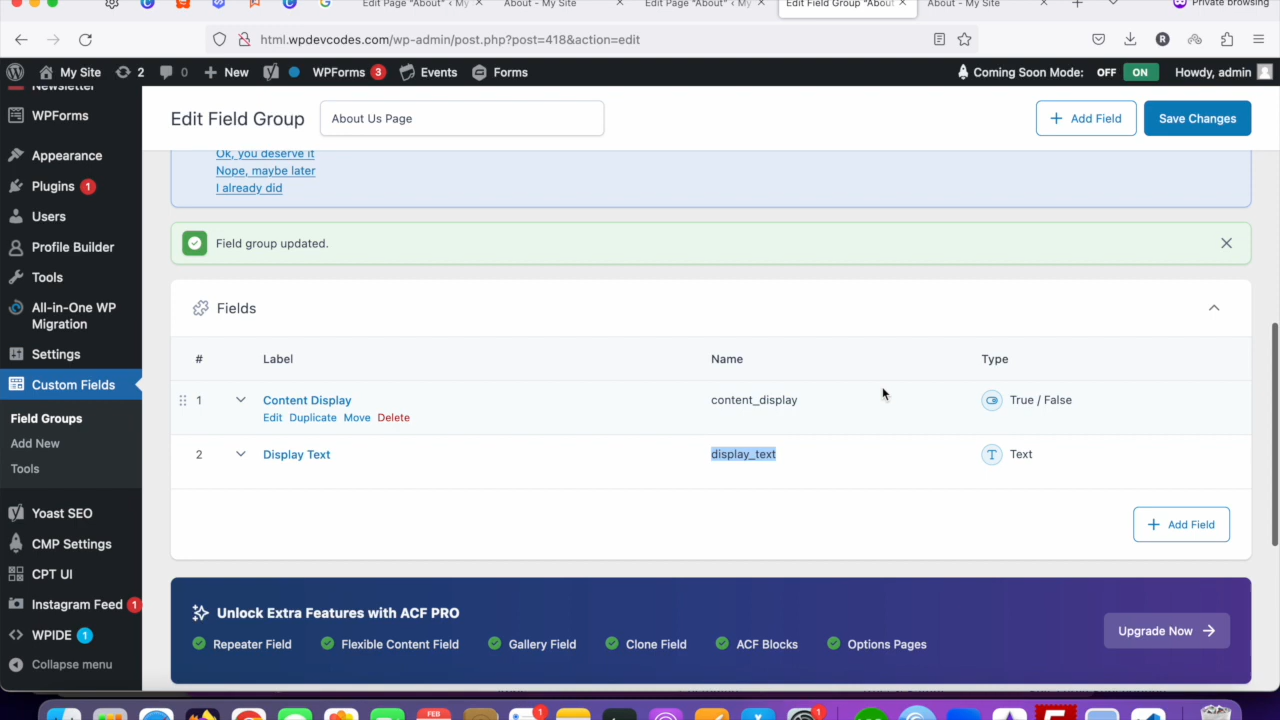 Edit Page "About" ‹ My
About - My Site
Edit Page "About" ‹ My
Edit Field Group "About
About - My Site
Private browsing
html.wpdevcodes.com/wp-admin/post.php?post=418&action=edit
My Site
2
0
New
WPForms 3
Events
Forms
Coming Soon Mode: OFF ON
Howdy, admin
Newsletter
WPForms
Appearance
Plugins 1
Users
Profile Builder
Tools
All-in-One WP
Migration
Settings
Custom Fields
Field Groups
Add New
Tools
Yoast SEO
CMP Settings
CPT UI
Instagram Feed 1
WPIDE 1
Collapse menu
Edit Field Group
About Us Page
+ Add Field
Save Changes
Ok, you deserve it
Nope, maybe later
I already did
Field group updated.
Fields
# Label Name Type
1 Content Display content_display True / False
Edit Duplicate Move Delete
2 Display Text display_text T Text
+ Add Field
Unlock Extra Features with ACF PRO
Repeater Field Flexible Content Field Gallery Field Clone Field ACF Blocks Options Pages
Upgrade Now
FEB
1